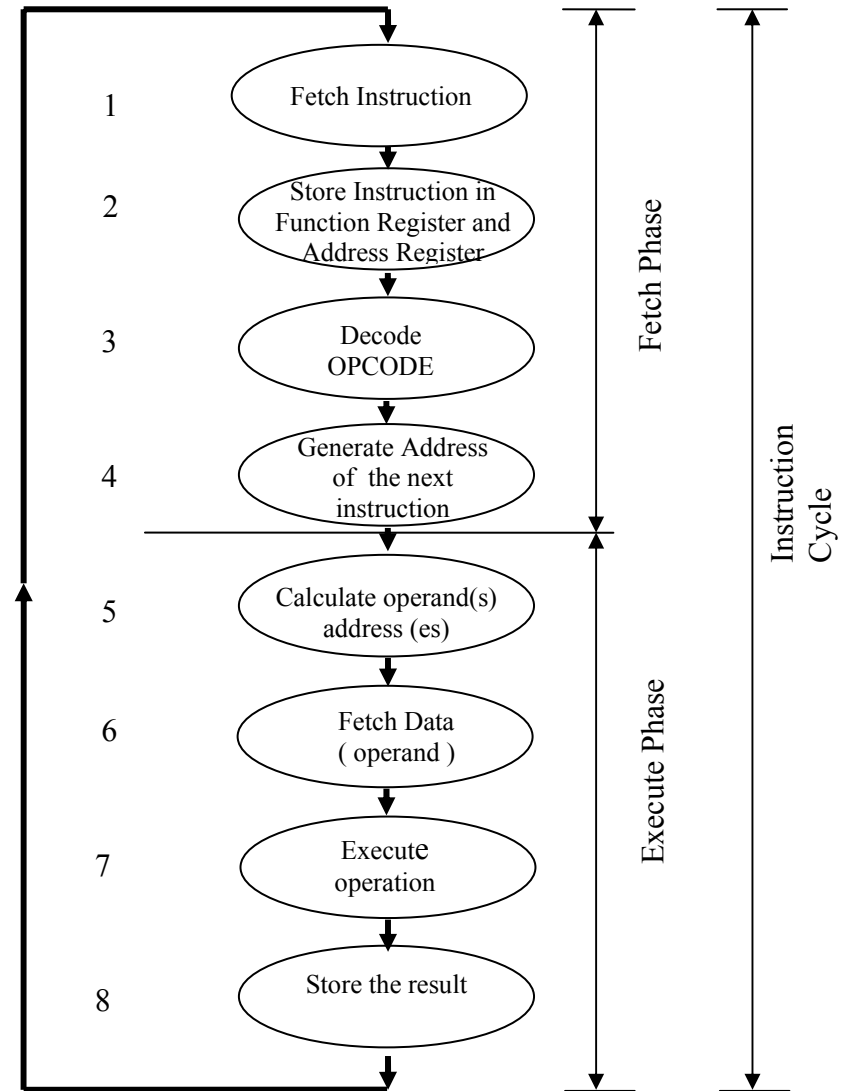 1
Fetch Instruction
2
Store Instruction in
Function Register and
Address Register
3
Decode
OPCODE
4
Generate Address
of the next
instruction
Fetch Phase
5
Calculate operand(s)
address (es)
6
Fetch Data
( operand )
7
Execute
operation
8
Store the result
Execute Phase
Instruction
Cycle